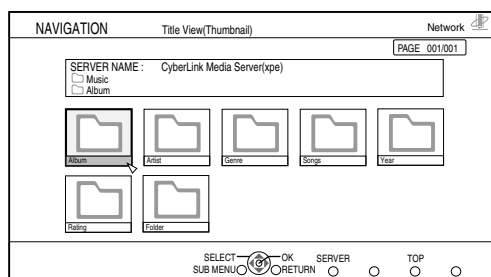 NAVIGATION Title View(Thumbnail) Network
PAGE 001/001
SERVER NAME : CyberLink Media Server(xpe)
Music
Album
Album Artist Genre Songs Year
Rating Folder
SELECT OK SERVER TOP
SUB MENU RETURN